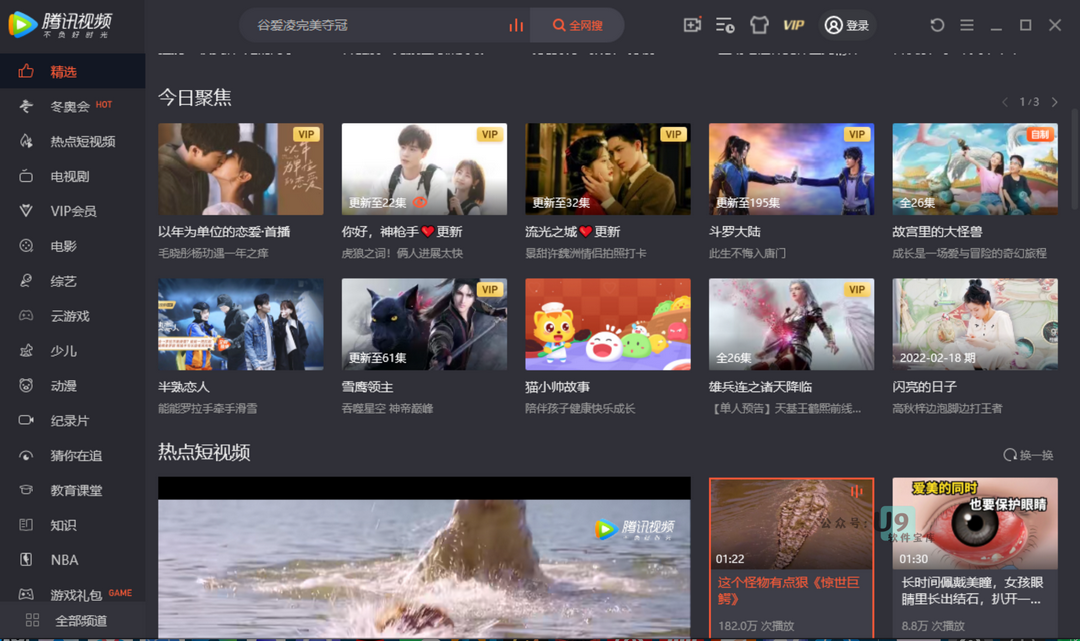 腾讯视频
不负好时光
谷爱凌完美夺冠
全网搜
VIP
登录
精选
冬奥会 HOT
热点短视频
电视剧
VIP会员
电影
综艺
云游戏
少儿
动漫
纪录片
猜你在追
教育课堂
知识
NBA
游戏礼包 GAME
全部频道
今日聚焦
1/3
VIP
以年为单位的恋爱
以年为单位的恋爱·首播
毛晓彤杨玏遇一年之痒
VIP
更新至22集
你好，神枪手❤更新
虎狼之词！俩人进展太快
VIP
更新至32集
流光之城❤更新
景甜许魏洲情侣拍照打卡
VIP
更新至195集
斗罗大陆
此生不悔入唐门
自制
全26集
故宫里的大怪兽
成长是一场爱与冒险的奇幻旅程
半熟恋人
能能罗拉手牵手滑雪
VIP
更新至61集
雪鹰领主
吞噬星空 神帝巅峰
猫小帅故事
陪伴孩子健康快乐成长
VIP
全26集
雄兵连之诸天降临
【单人预告】天基王鹤熙前线...
2022-02-18 期
闪亮的日子
高秋梓边泡脚边打王者
热点短视频
换一换
腾讯视频
不负好时光
01:22
这个怪物有点狠《惊世巨
鳄》
182.0万 次播放
爱美的同时
也要保护眼睛
01:30
长时间佩戴美瞳，女孩眼
睛里长出结石，扒开一...
8.8万 次播放
公众号:
J9
软件宝库